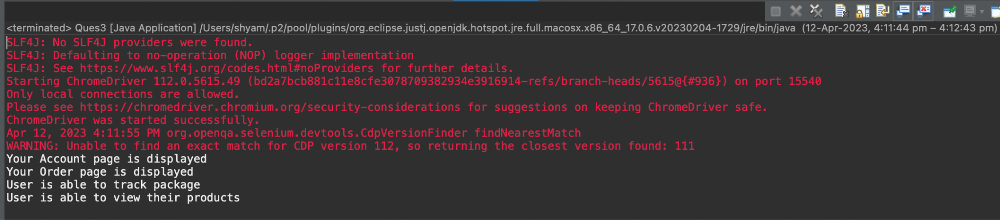 <terminated> Ques3 [Java Application] /Users/shyam/.p2/pool/plugins/org.eclipse.justj.openjdk.hotspot.jre.full.macosx.x86_64_17.0.6.v20230204-1729/jre/bin/java (12-Apr-2023, 4:11:44 pm – 4:12:43 pm)
SLF4J: No SLF4J providers were found.
SLF4J: Defaulting to no-operation (NOP) logger implementation
SLF4J: See https://www.slf4j.org/codes.html#noProviders for further details.
Starting ChromeDriver 112.0.5615.49 (bd2a7bcb881c11e8cfe3078709382934e3916914-refs/branch-heads/5615@{#936}) on port 15540
Only local connections are allowed.
Please see https://chromedriver.chromium.org/security-considerations for suggestions on keeping ChromeDriver safe.
ChromeDriver was started successfully.
Apr 12, 2023 4:11:55 PM org.openqa.selenium.devtools.CdpVersionFinder findNearestMatch
WARNING: Unable to find an exact match for CDP version 112, so returning the closest version found: 111
Your Account page is displayed
Your Order page is displayed
User is able to track package
User is able to view their products